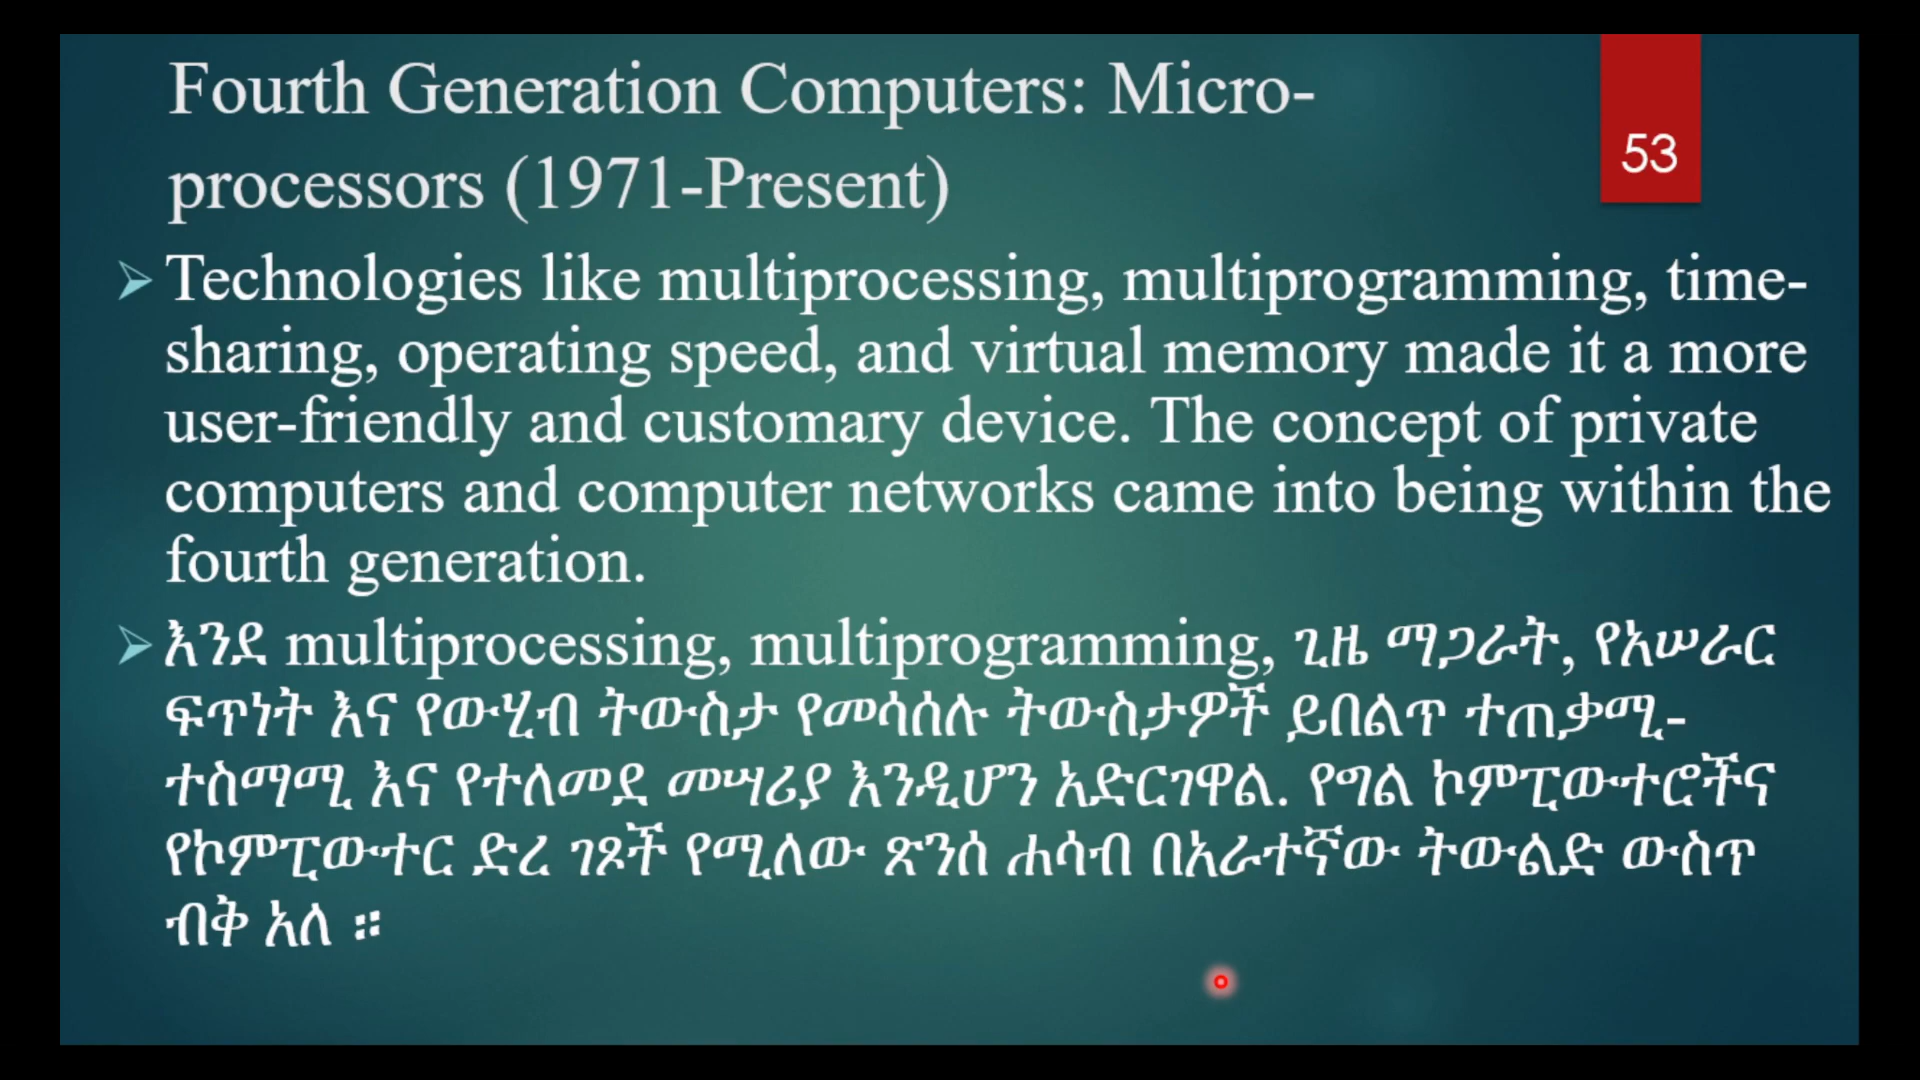 Fourth Generation Computers: Micro-
processors (1971-Present)
53
Technologies like multiprocessing, multiprogramming, time-
sharing, operating speed, and virtual memory made it a more
user-friendly and customary device. The concept of private
computers and computer networks came into being within the
fourth generation.
እንደ multiprocessing, multiprogramming, ጊዜ ማጋራት, የአሠራር
ፍጥነት እና የውሂብ ትውስታ የመሳሰሉ ትውስታዎች ይበልጥ ተጠቃሚ-
ተስማሚ እና የተለመደ መሣሪያ እንዲሆን አድርገዋል. የግል ኮምፒውተሮችና
የኮምፒውተር ድረ ገጾች የሚለው ጽንሰ ሐሳብ በአራተኛው ትውልድ ውስጥ
ብቅ አለ ።